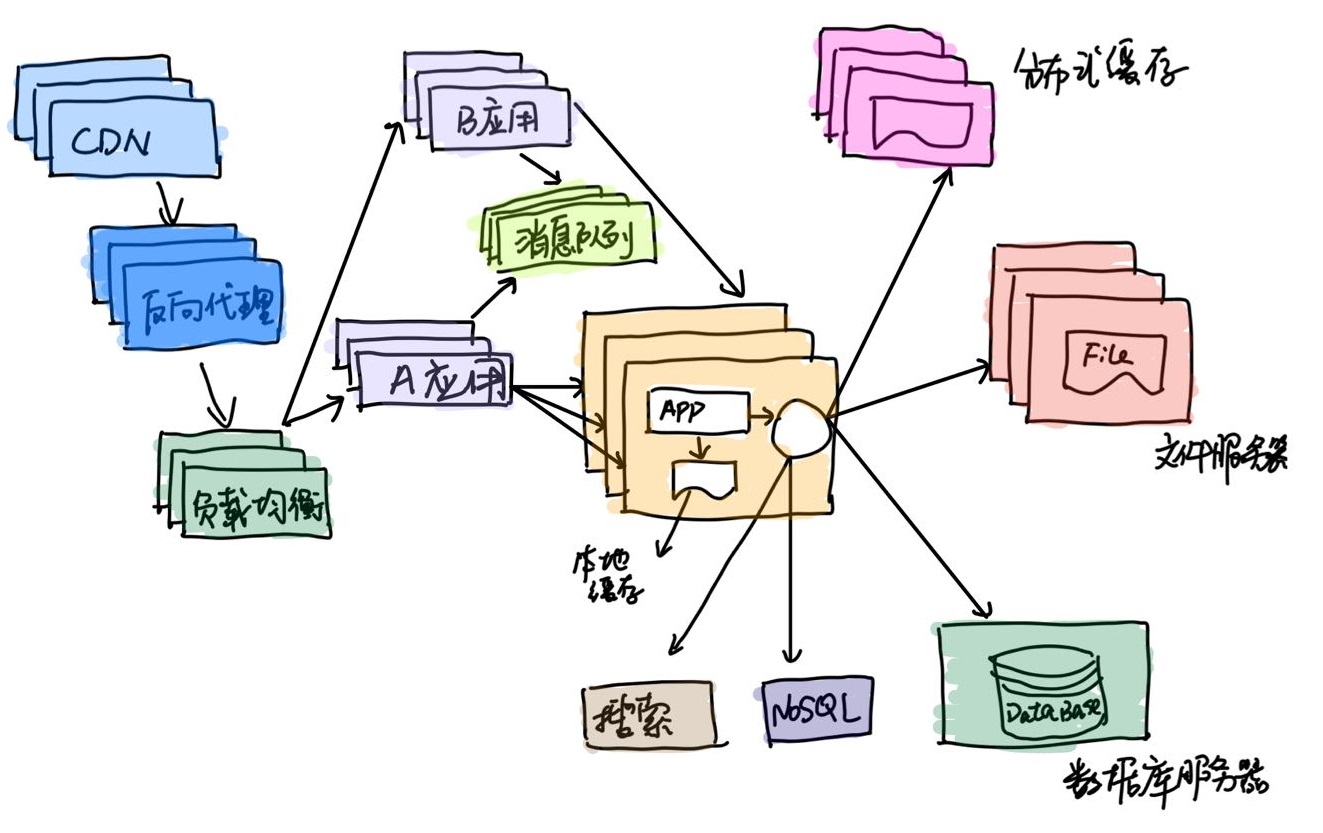 分布式缓存
CDN
B应用
消息队列
反向代理
File
A应用
APP
文件服务器
负载均衡
本地
缓存
搜索
NoSQL
DataBase
数据库服务器